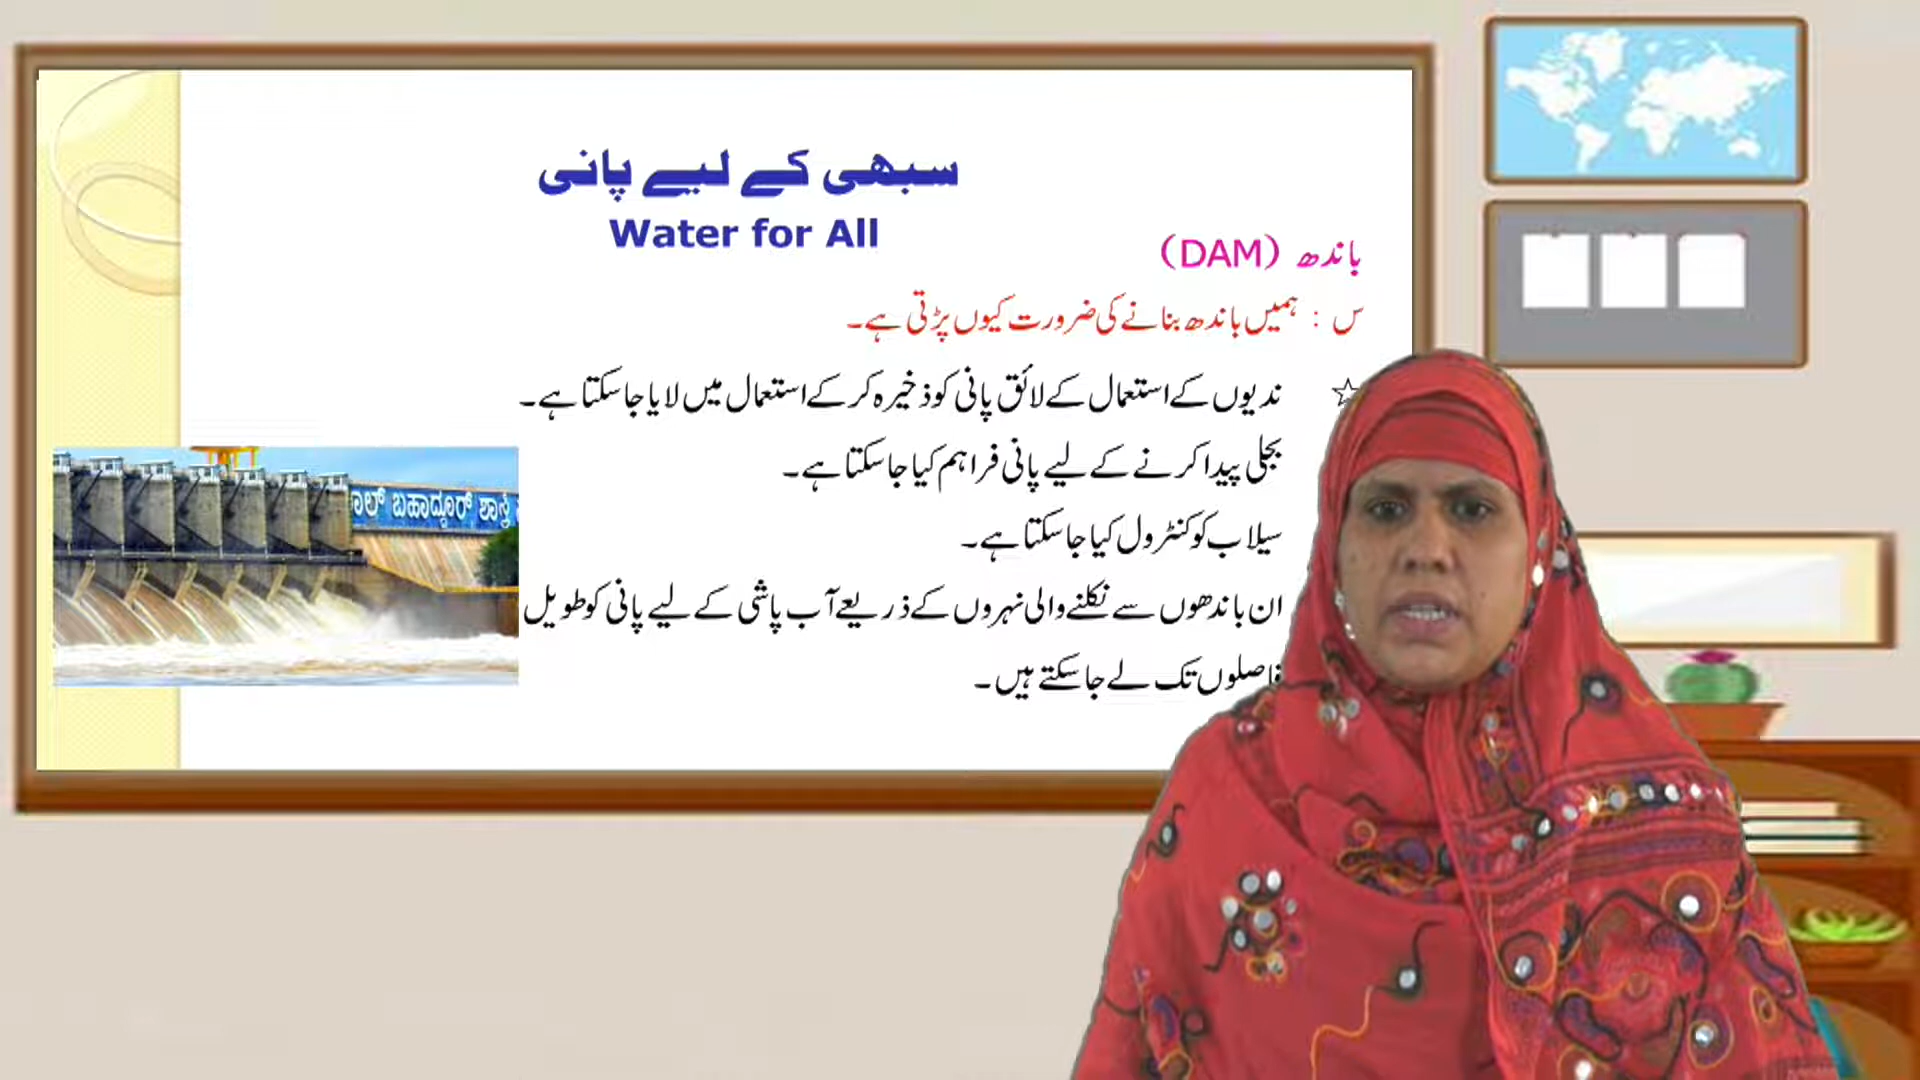 سبھی کے لیے پانی
Water for All
باندھ (DAM)
س : ہمیں باندھ بنانے کی ضرورت کیوں پڑتی ہے۔
☆ ندیوں کے استعمال کے لائق پانی کو ذخیرہ کر کے استعمال میں لایا جا سکتا ہے۔
بجلی پیدا کرنے کے لیے پانی فراہم کیا جا سکتا ہے۔
سیلاب کو کنٹرول کیا جا سکتا ہے۔
ان باندھوں سے نکلنے والی نہروں کے ذریعے آب پاشی کے لیے پانی کو طویل
فاصلوں تک لے جا سکتے ہیں۔
ಲಾಲ್ ಬಹಾದ್ದೂರ್ ಶಾಸ್ತ್ರಿ